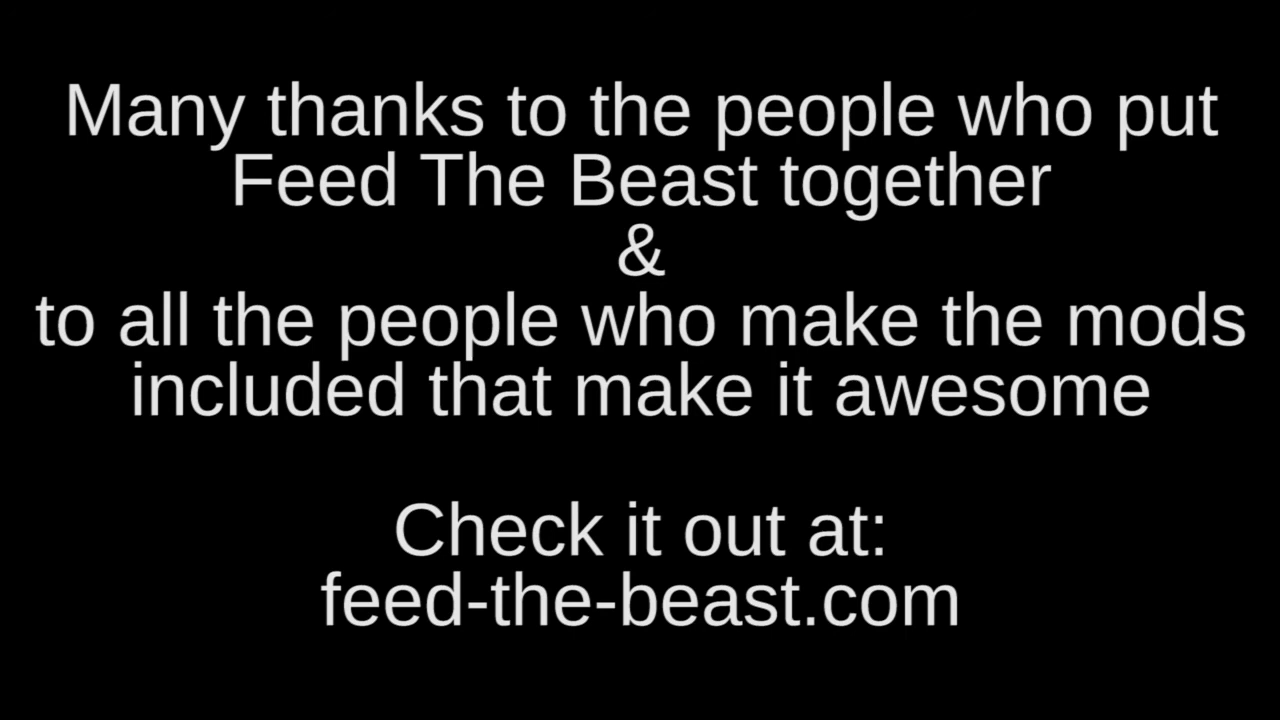 Many thanks to the people who put
Feed The Beast together
&
to all the people who make the mods
included that make it awesome
Check it out at:
feed-the-beast.com